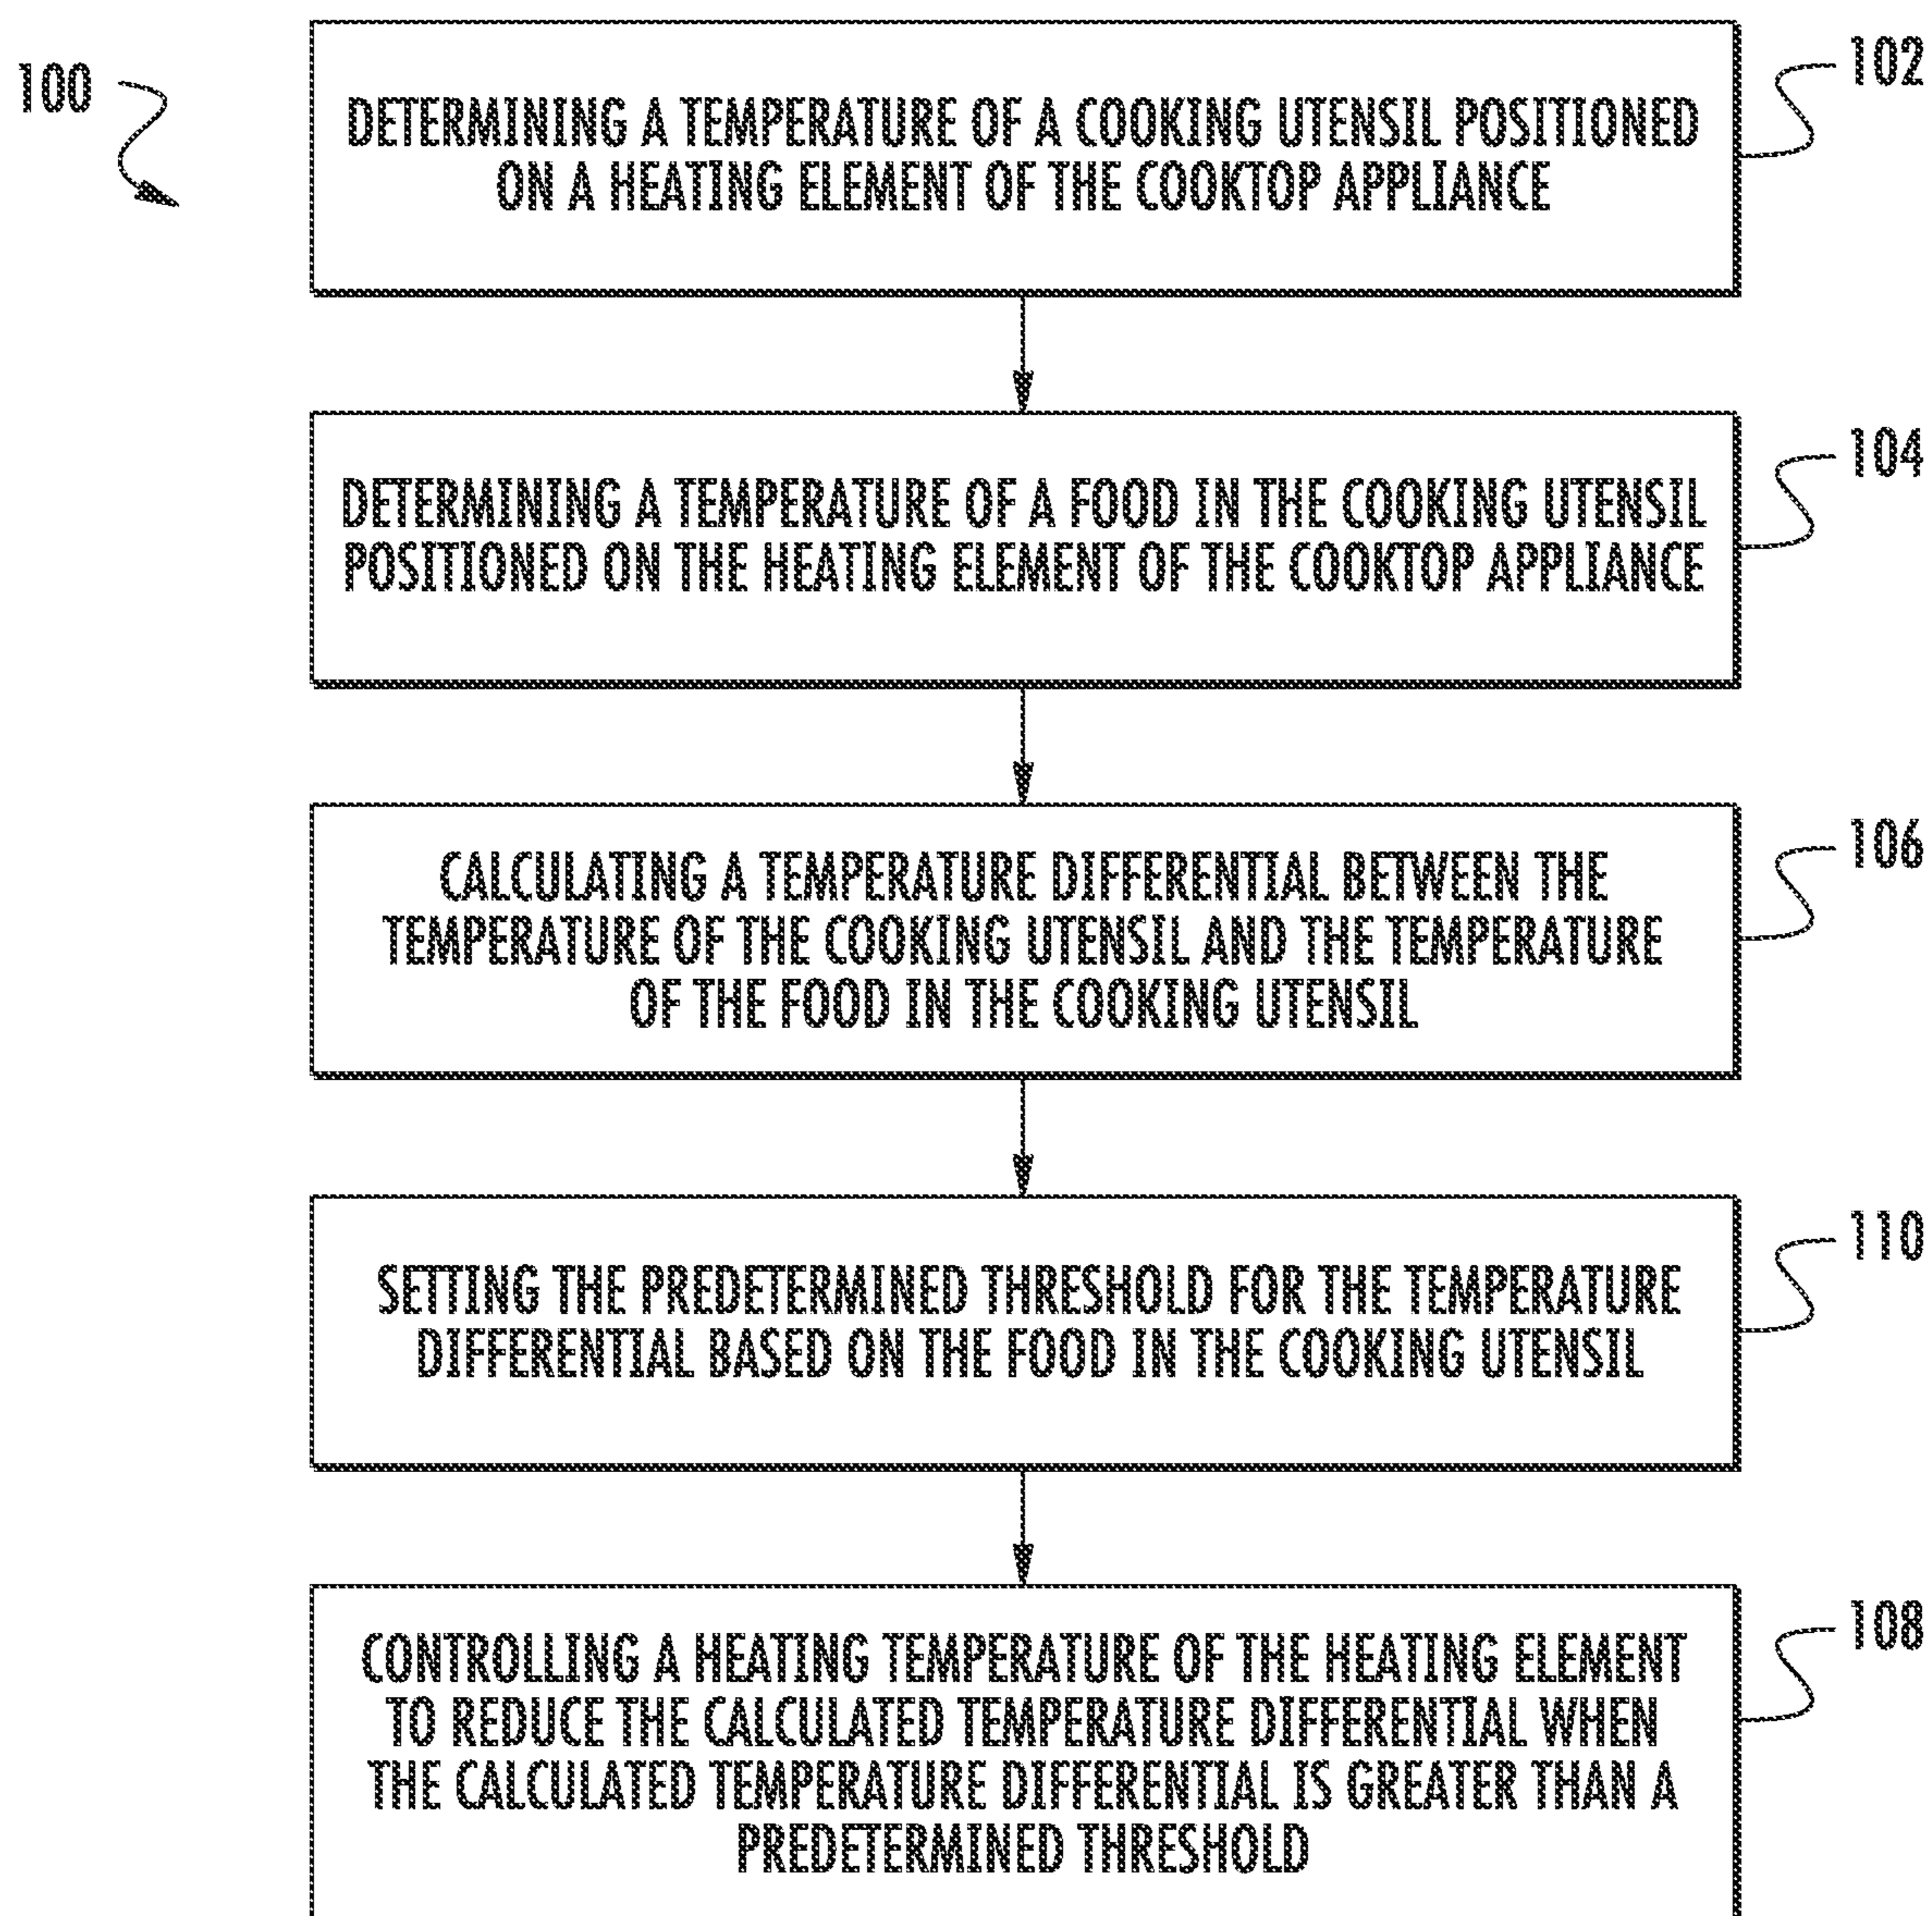 100
102
DETERMINING A TEMPERATURE OF A COOKING UTENSIL POSITIONED
ON A HEATING ELEMENT OF THE COOKTOP APPLIANCE
104
DETERMINING A TEMPERATURE OF A FOOD IN THE COOKING UTENSIL
POSITIONED ON THE HEATING ELEMENT OF THE COOKTOP APPLIANCE
106
CALCULATING A TEMPERATURE DIFFERENTIAL BETWEEN THE
TEMPERATURE OF THE COOKING UTENSIL AND THE TEMPERATURE
OF THE FOOD IN THE COOKING UTENSIL
110
SETTING THE PREDETERMINED THRESHOLD FOR THE TEMPERATURE
DIFFERENTIAL BASED ON THE FOOD IN THE COOKING UTENSIL
108
CONTROLLING A HEATING TEMPERATURE OF THE HEATING ELEMENT
TO REDUCE THE CALCULATED TEMPERATURE DIFFERENTIAL WHEN
THE CALCULATED TEMPERATURE DIFFERENTIAL IS GREATER THAN A
PREDETERMINED THRESHOLD